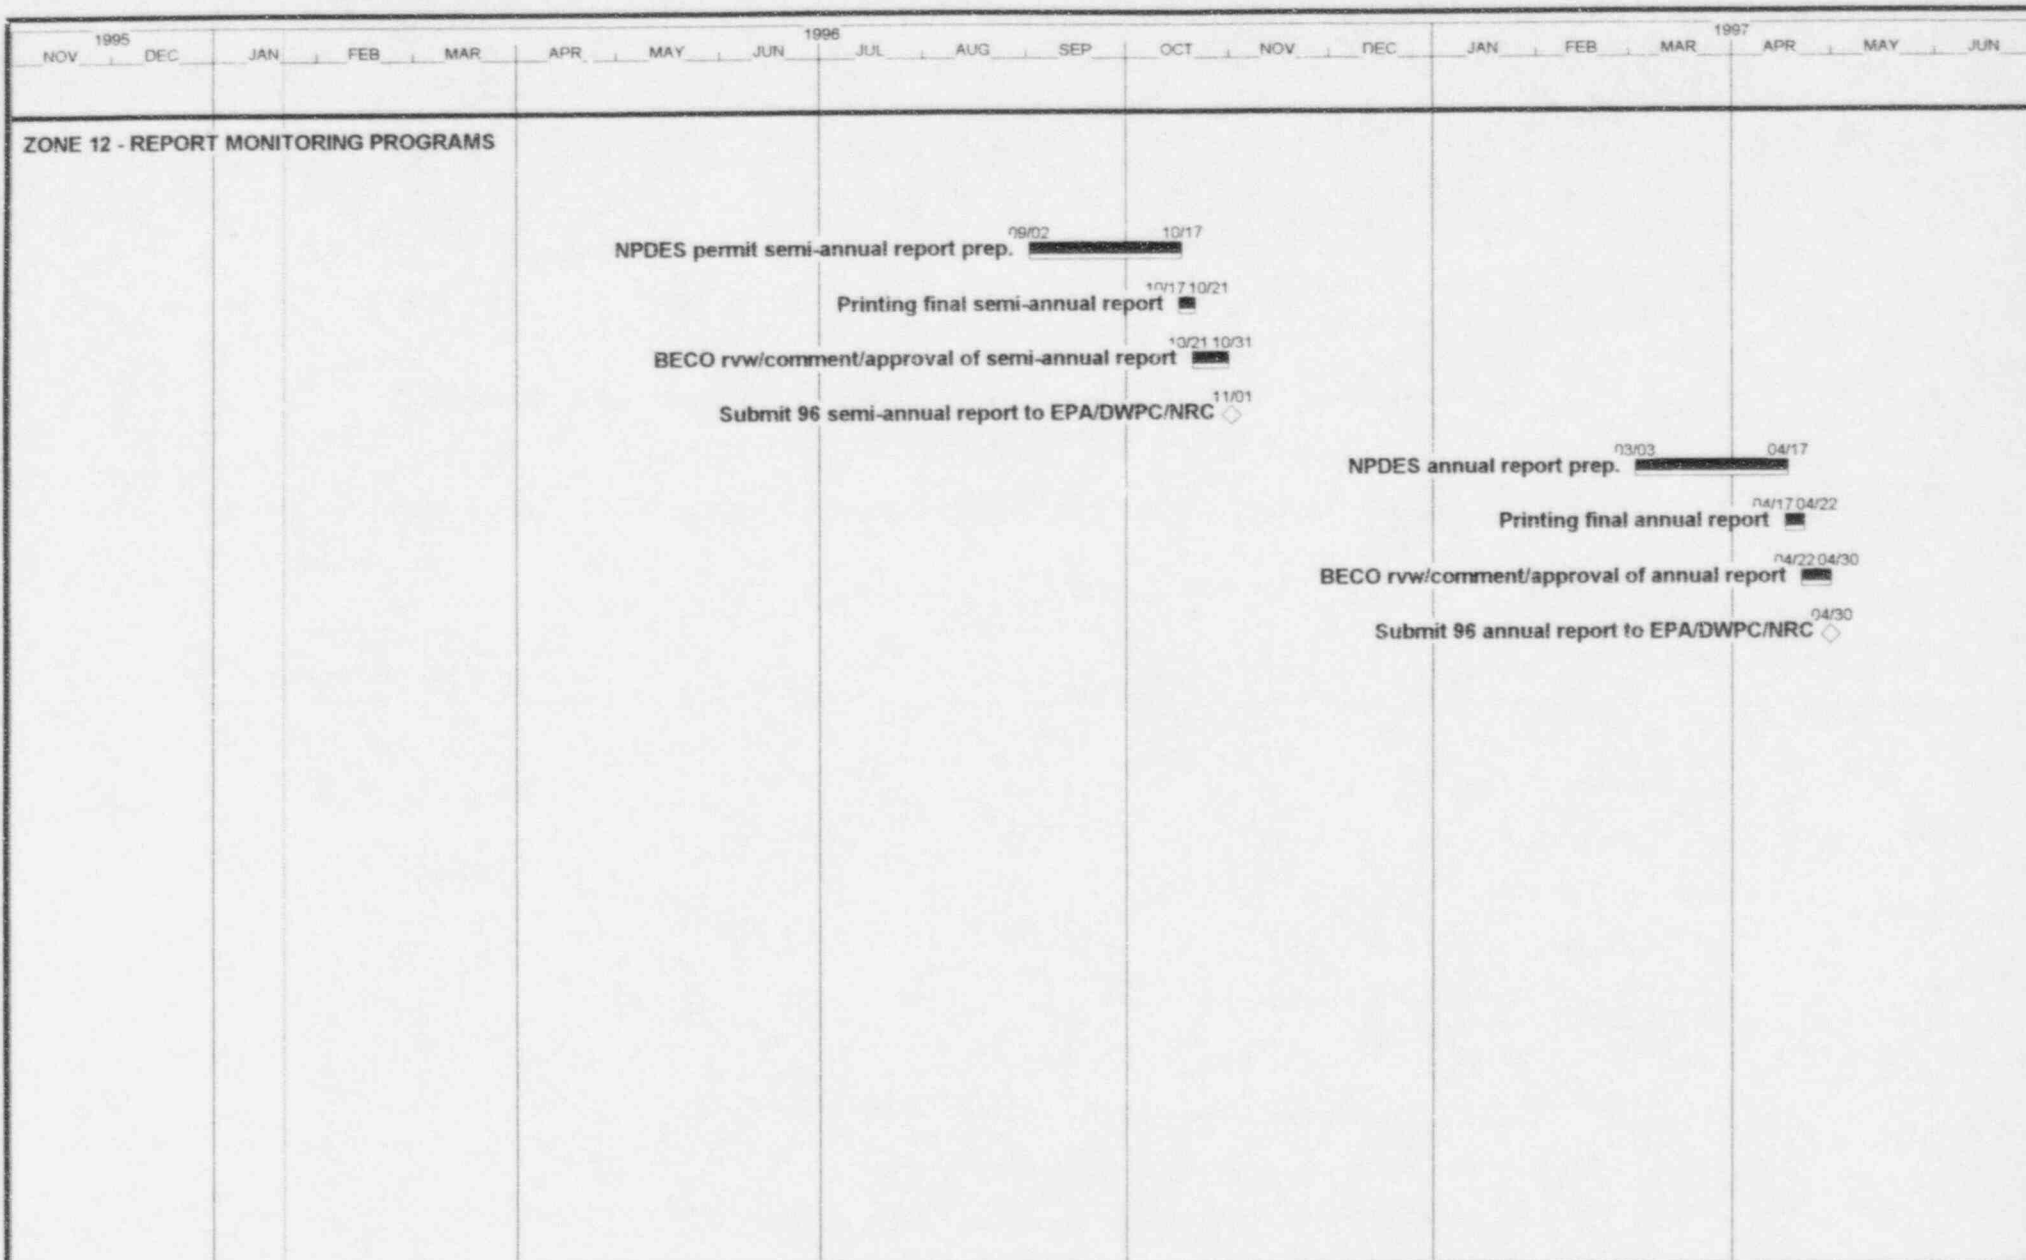 1995 1996 1997
NOV DEC JAN FEB MAR APR MAY JUN JUL AUG SEP OCT NOV DEC JAN FEB MAR APR MAY JUN
ZONE 12 - REPORT MONITORING PROGRAMS
09/02 10/17
NPDES permit semi-annual report prep.
10/17 10/21
Printing final semi-annual report
10/21 10/31
BECO rvw/comment/approval of semi-annual report
11/01
Submit 96 semi-annual report to EPA/DWPC/NRC
03/03 04/17
NPDES annual report prep.
04/17 04/22
Printing final annual report
04/22 04/30
BECO rvw/comment/approval of annual report
04/30
Submit 96 annual report to EPA/DWPC/NRC